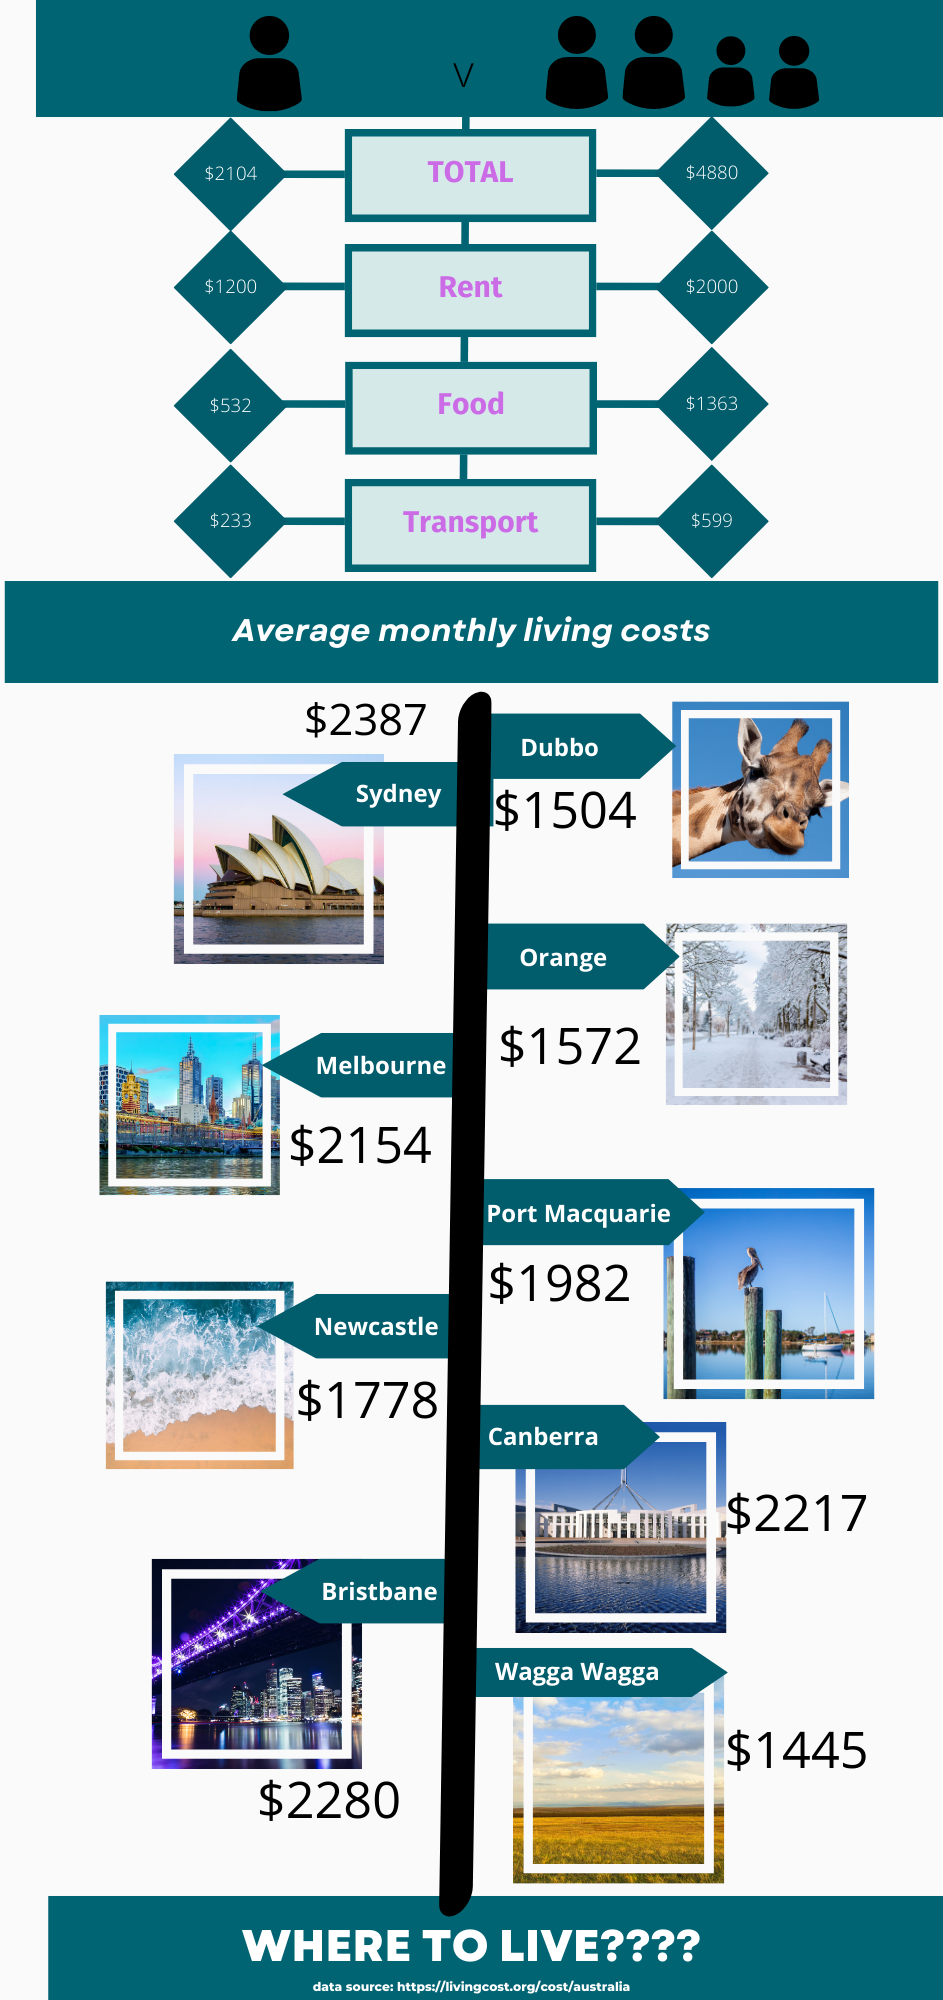 V
$2104
TOTAL
$4880
$1200
Rent
$2000
$532
Food
$1363
$233
Transport
$599
Average monthly living costs
$2387
Sydney
Dubbo
$1504
Orange
$1572
Melbourne
$2154
Port Macquarie
$1982
Newcastle
$1778
Canberra
$2217
Bristbane
$2280
Wagga Wagga
$1445
WHERE TO LIVE????
data source: https://livingcost.org/cost/australia